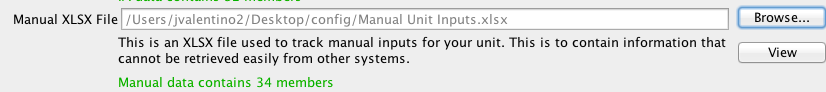 Manual XLSX File /Users/jvalentino2/Desktop/config/Manual Unit Inputs.xlsx Browse...
This is an XLSX file used to track manual inputs for your unit. This is to contain information that View
cannot be retrieved easily from other systems.
Manual data contains 34 members